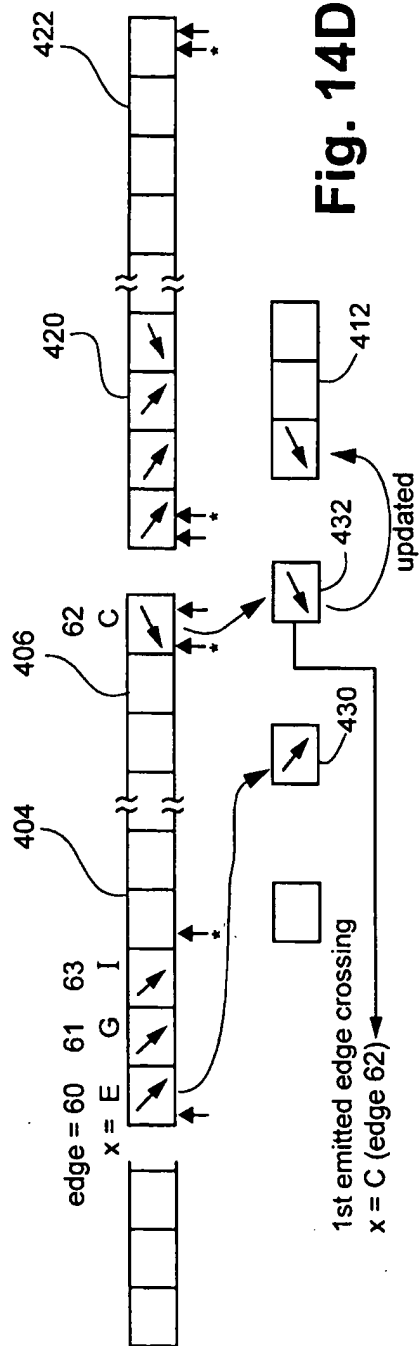 edge = 60 61 63 62
x = E G I C
404 406 420 422
* * * *
430 432 412
updated
1st emitted edge crossing
x = C (edge 62)
Fig. 14D